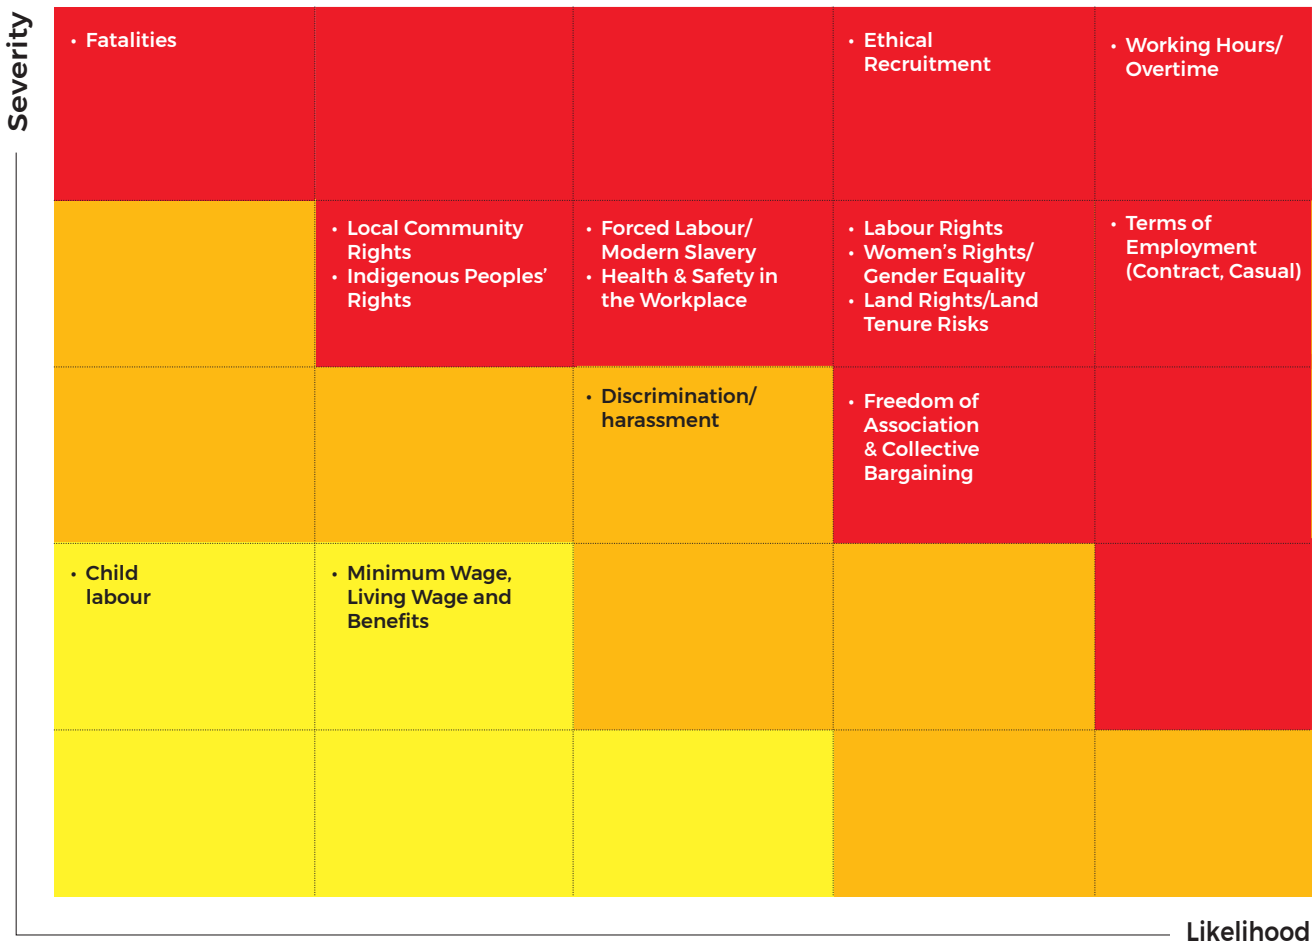 Severity
• Fatalities
• Ethical
Recruitment
• Working Hours/
Overtime
• Local Community
Rights
• Indigenous Peoples’
Rights
• Forced Labour/
Modern Slavery
• Health & Safety in
the Workplace
• Labour Rights
• Women’s Rights/
Gender Equality
• Land Rights/Land
Tenure Risks
• Terms of
Employment
(Contract, Casual)
• Discrimination/
harassment
• Freedom of
Association
& Collective
Bargaining
• Child
labour
• Minimum Wage,
Living Wage and
Benefits
Likelihood